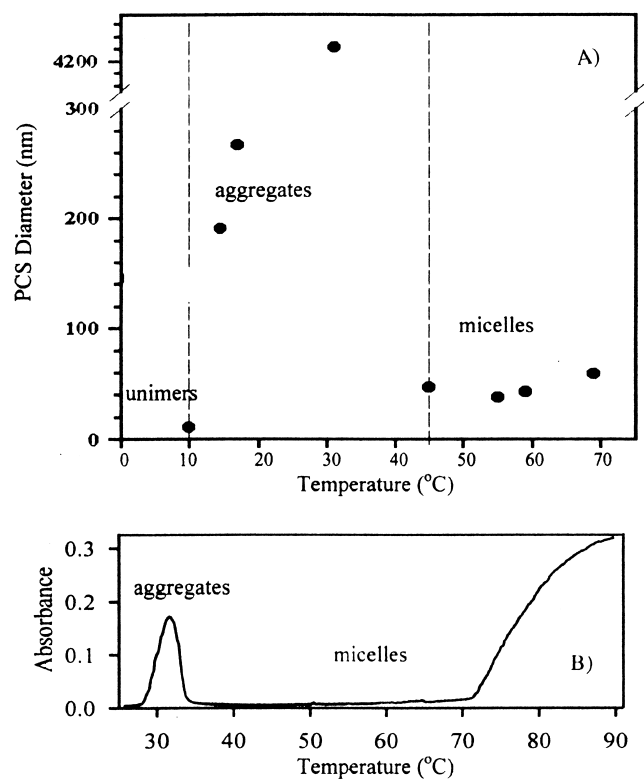 A)
4200
300
200
100
0
PCS Diameter (nm)
aggregates
micelles
unimers
0 10 20 30 40 50 60 70
Temperature (°C)
0.3
0.2
0.1
0.0
Absorbance
aggregates
micelles
B)
30 40 50 60 70 80 90
Temperature (°C)